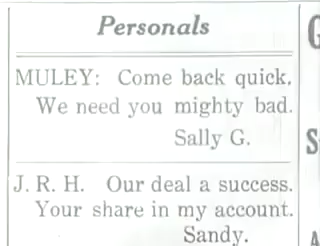 Personals
MULEY: Come back quick.
We need you mighty bad.
Sally G.
J. R. H. Our deal a success.
Your share in my account.
Sandy.